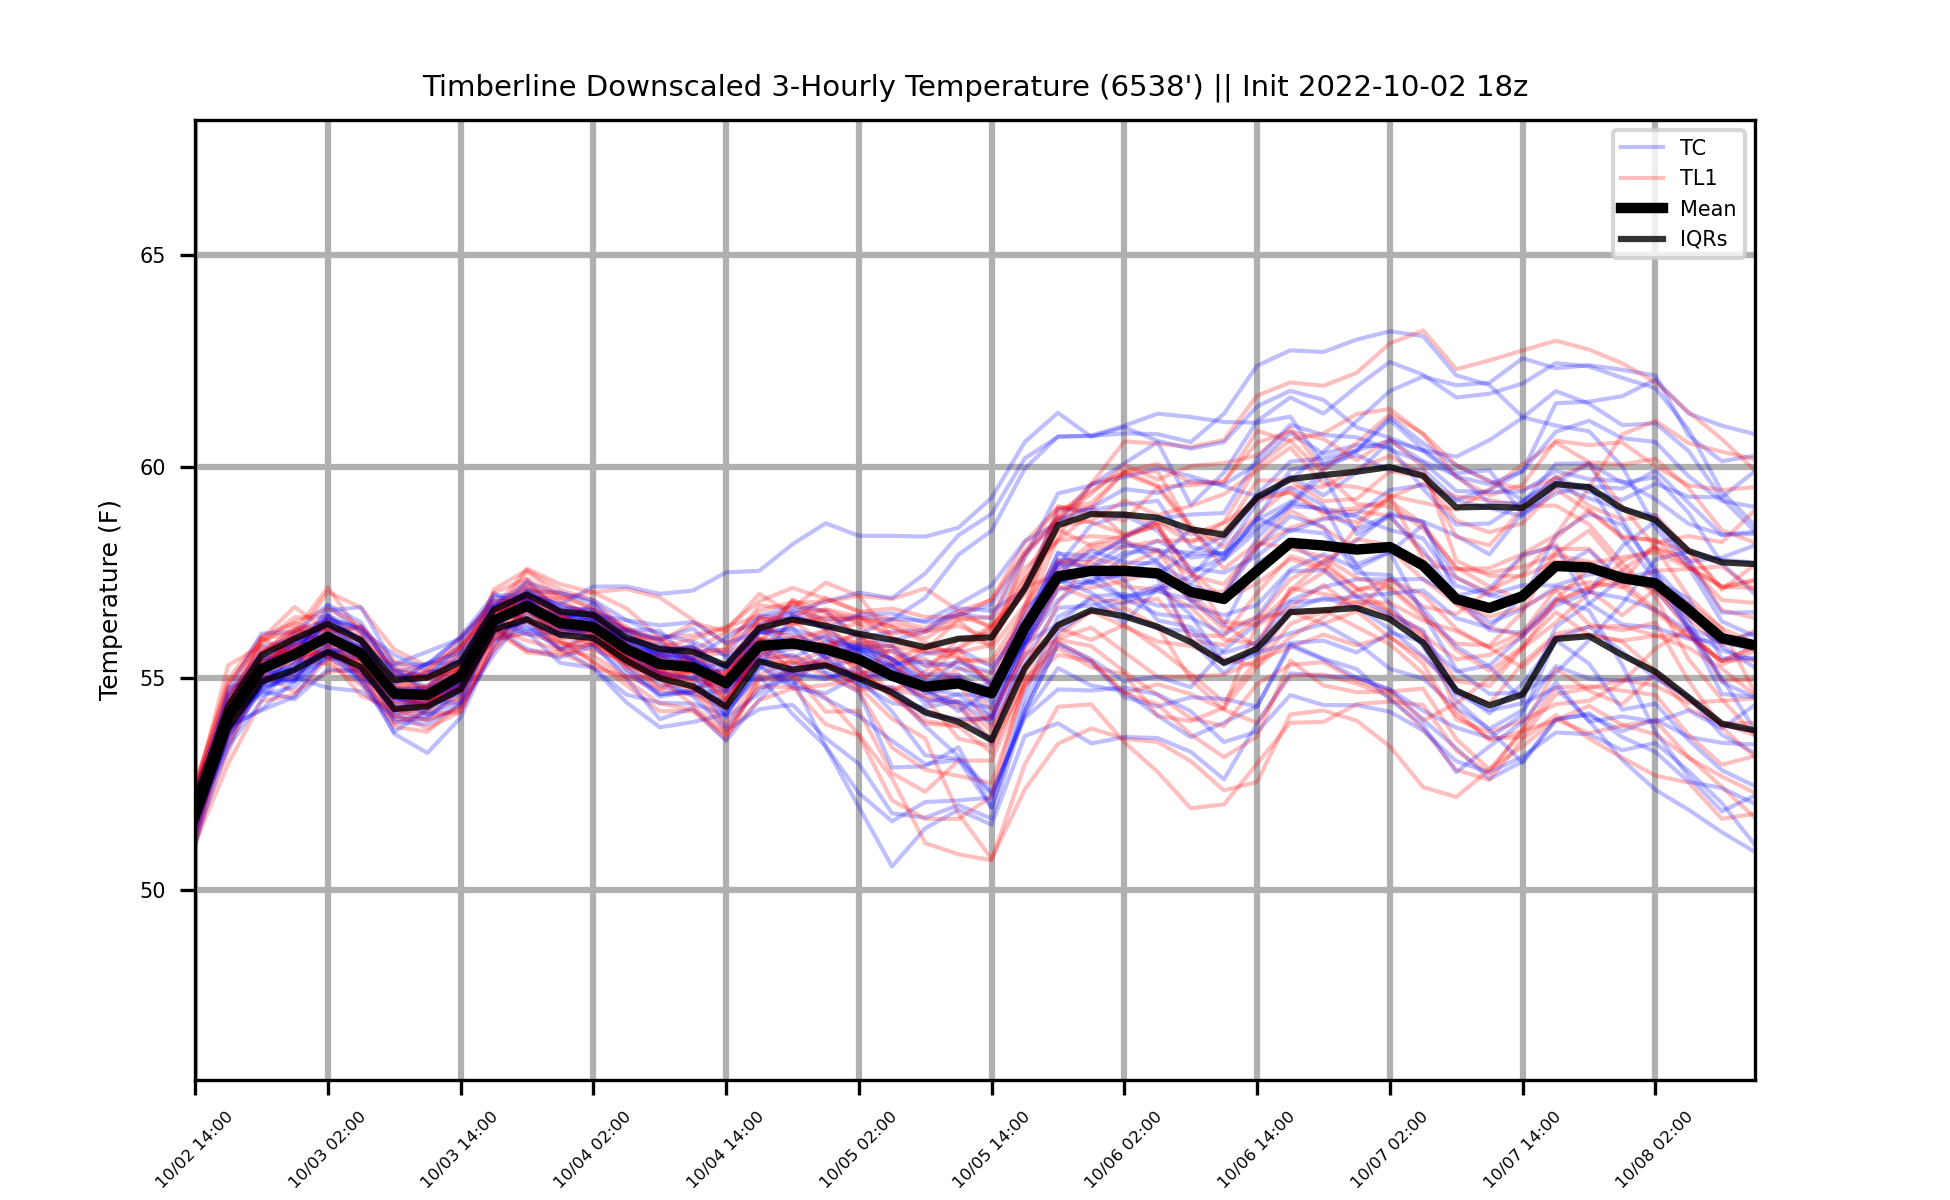 Timberline Downscaled 3-Hourly Temperature (6538') || Init 2022-10-02 18z
TC
TL1
Mean
IQRs
Temperature (F)
65
60
55
50
10/02 14:00
10/03 02:00
10/03 14:00
10/04 02:00
10/04 14:00
10/05 02:00
10/05 14:00
10/06 02:00
10/06 14:00
10/07 02:00
10/07 14:00
10/08 02:00